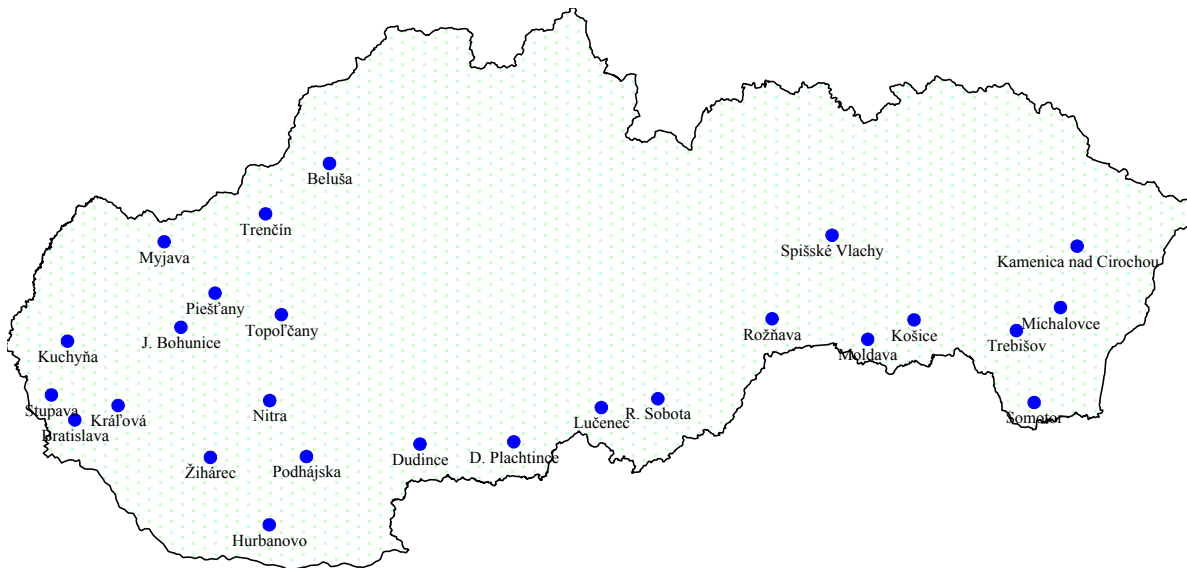 Beluša
Trenčín
Myjava
Spišské Vlachy
Kamenica nad Cirochou
Piešťany
Topoľčany
J. Bohunice
Kuchyňa
Rožňava
Moldava
Košice
Michalovce
Trebišov
Stupava
Bratislava
Kráľová
Nitra
Lučenec
R. Sobota
Somotor
Žihárec
Podhájska
Dudince
D. Plachtince
Hurbanovo